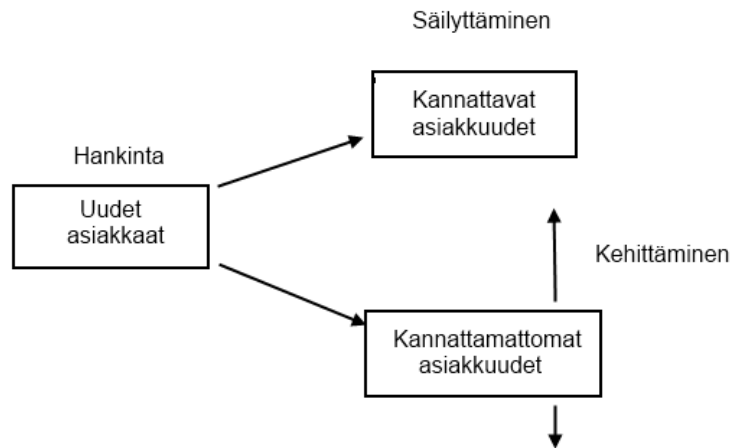 Säilyttäminen
Kannattavat
asiakkuudet
Hankinta
Uudet
asiakkaat
Kehittäminen
Kannattamattomat
asiakkuudet